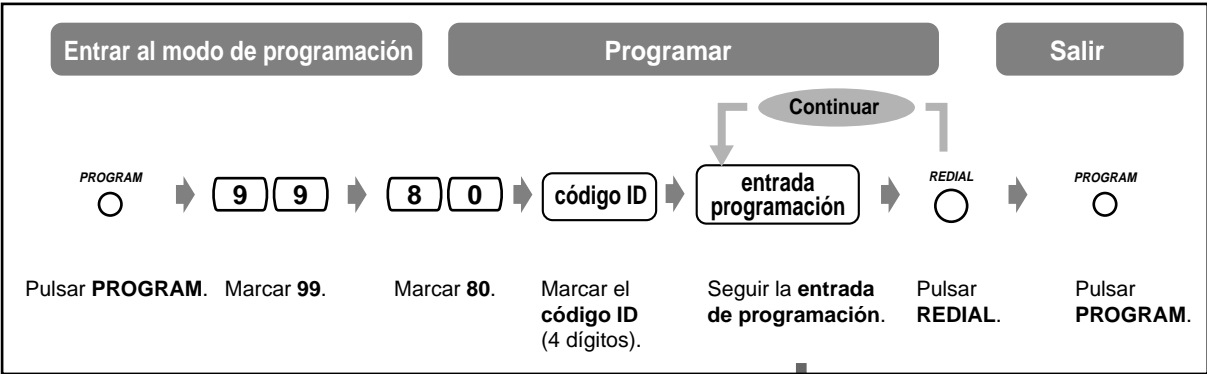 Entrar al modo de programación
Programar
Salir
Continuar
PROGRAM
9 9
8 0
código ID
entrada
programación
REDIAL
PROGRAM
Pulsar PROGRAM.
Marcar 99.
Marcar 80.
Marcar el
código ID
(4 dígitos).
Seguir la entrada
de programación.
Pulsar
REDIAL.
Pulsar
PROGRAM.